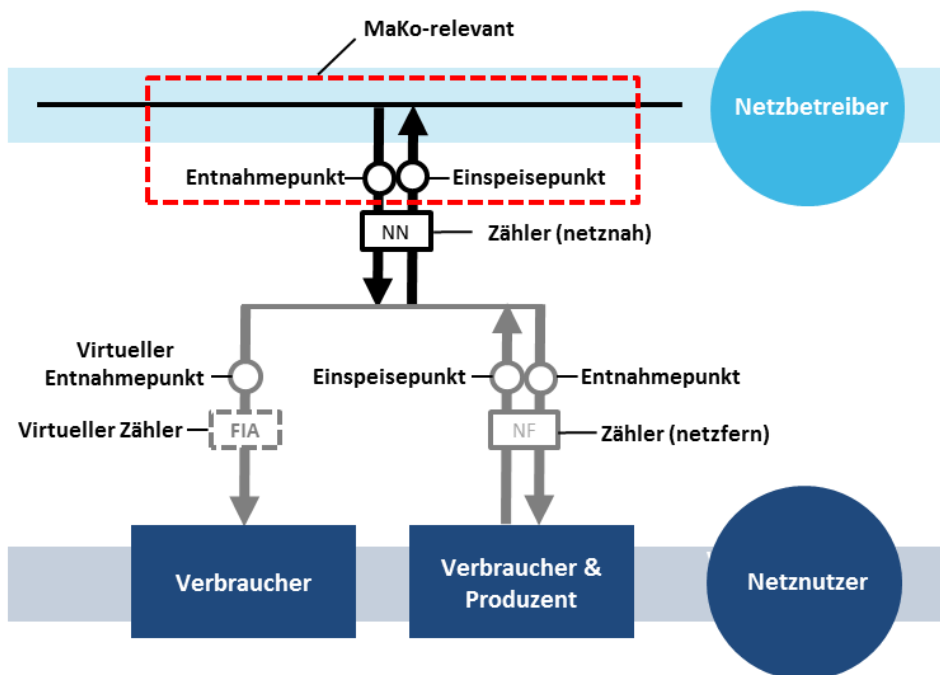 MaKo-relevant
Netzbetreiber
Entnahmepunkt
Einspeisepunkt
NN
Zähler (netznah)
Virtueller
Entnahmepunkt
Einspeisepunkt
Entnahmepunkt
Virtueller Zähler
FIA
NF
Zähler (netzfern)
Verbraucher
Verbraucher &
Produzent
Netznutzer